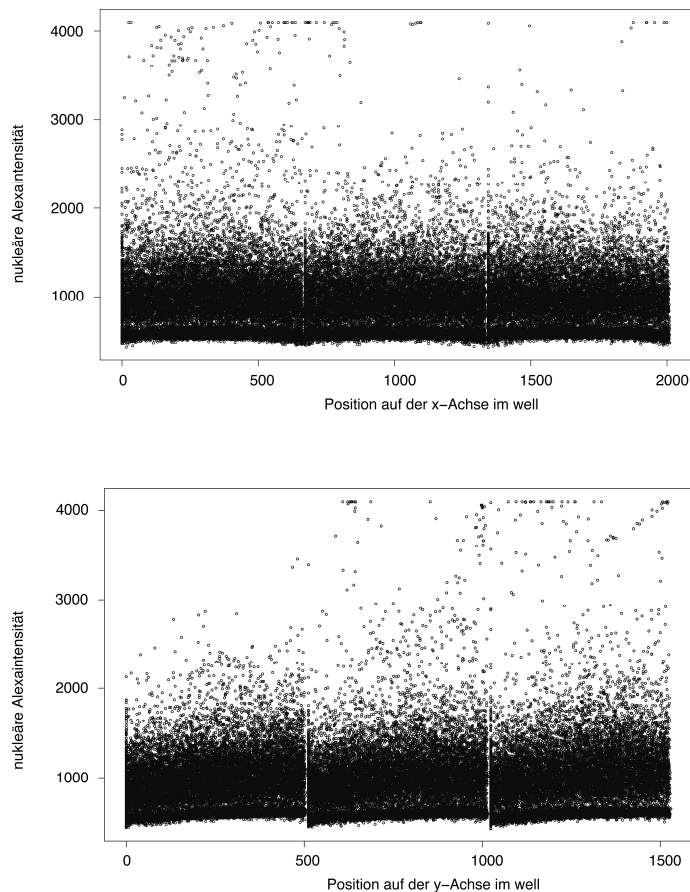 4000
3000
2000
1000
nukleäre Alexantensität
0 500 1000 1500 2000
Position auf der x−Achse im well
4000
3000
2000
1000
nukleäre Alexaintensität
0 500 1000 1500
Position auf der y−Achse im well